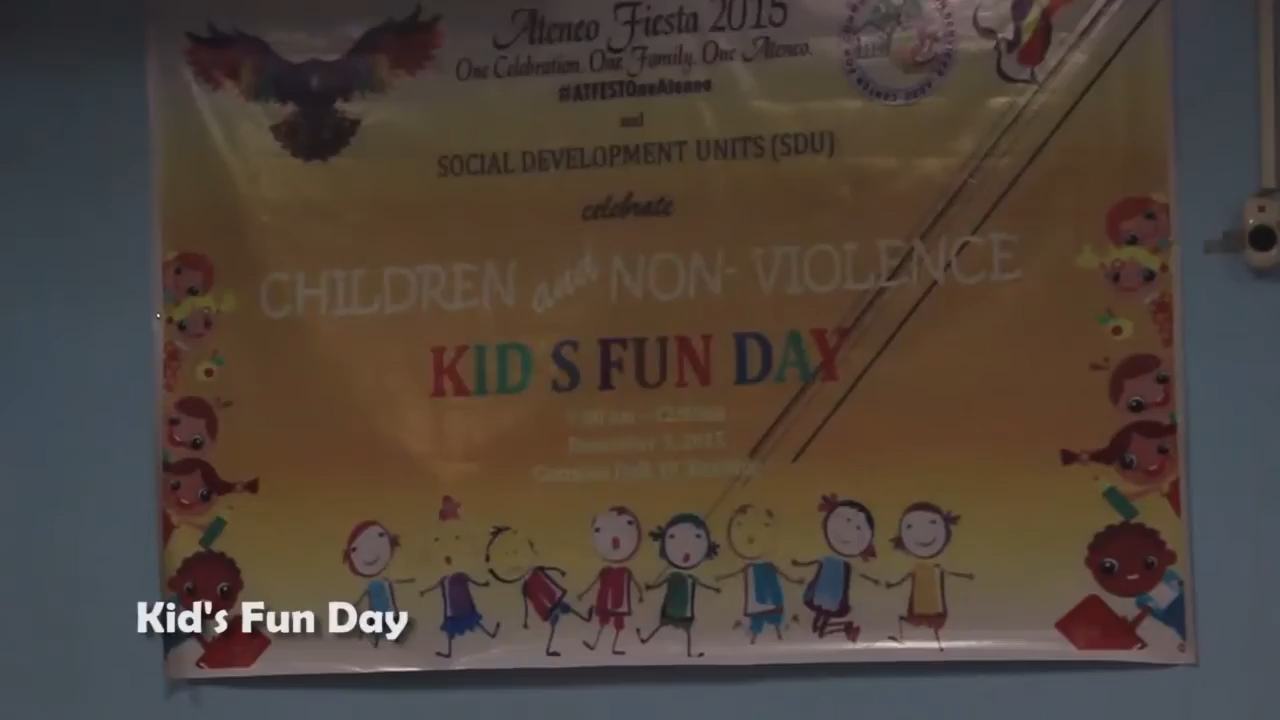 Ateneo Fiesta 2015
One Celebration. One Family. One Ateneo.
#ATFESTOneAteneo
and
SOCIAL DEVELOPMENT UNITS (SDU)
celebrate
CHILDREN and NON- VIOLENCE
KID S FUN DAY
Kid's Fun Day